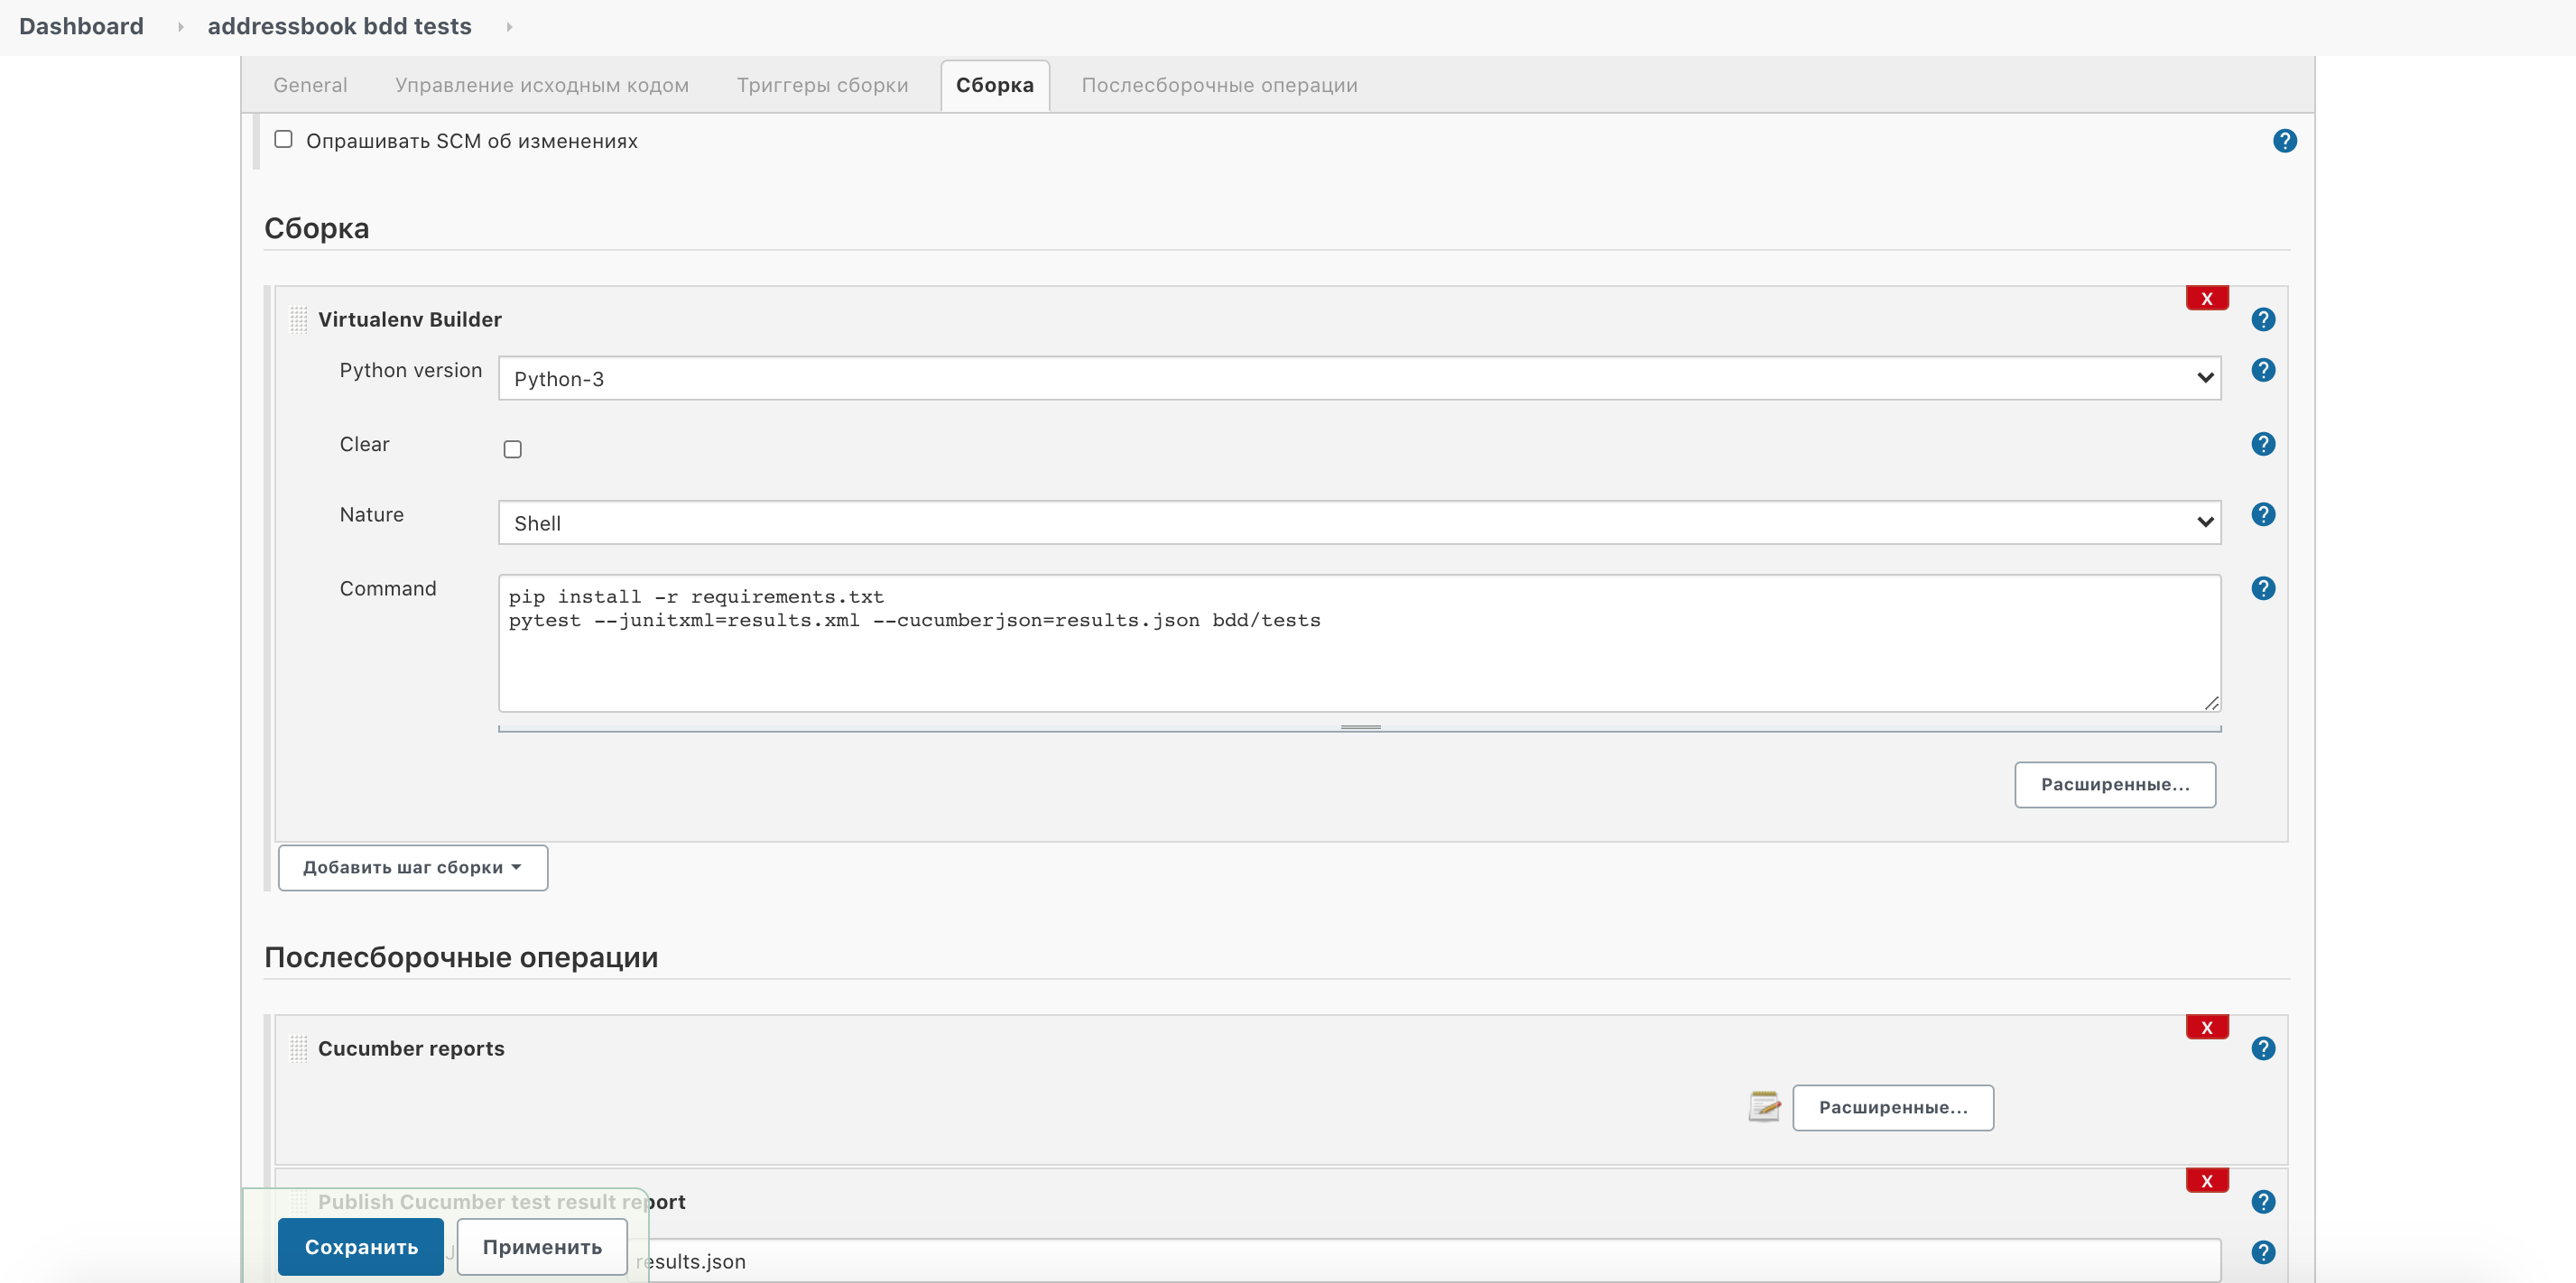 Dashboard addressbook bdd tests
General Управление исходным кодом Триггеры сборки Сборка Послесборочные операции
Опрашивать SCM об изменениях ?
Сборка
X
Virtualenv Builder ?
Python version Python-3 ?
Clear ?
Nature Shell ?
Command ?
pip install -r requirements.txt
pytest --junitxml=results.xml --cucumberjson=results.json bdd/tests
Расширенные...
Добавить шаг сборки
Послесборочные операции
X
Cucumber reports ?
Расширенные...
X
Publish Cucumber test result report ?
Сохранить Применить results.json ?